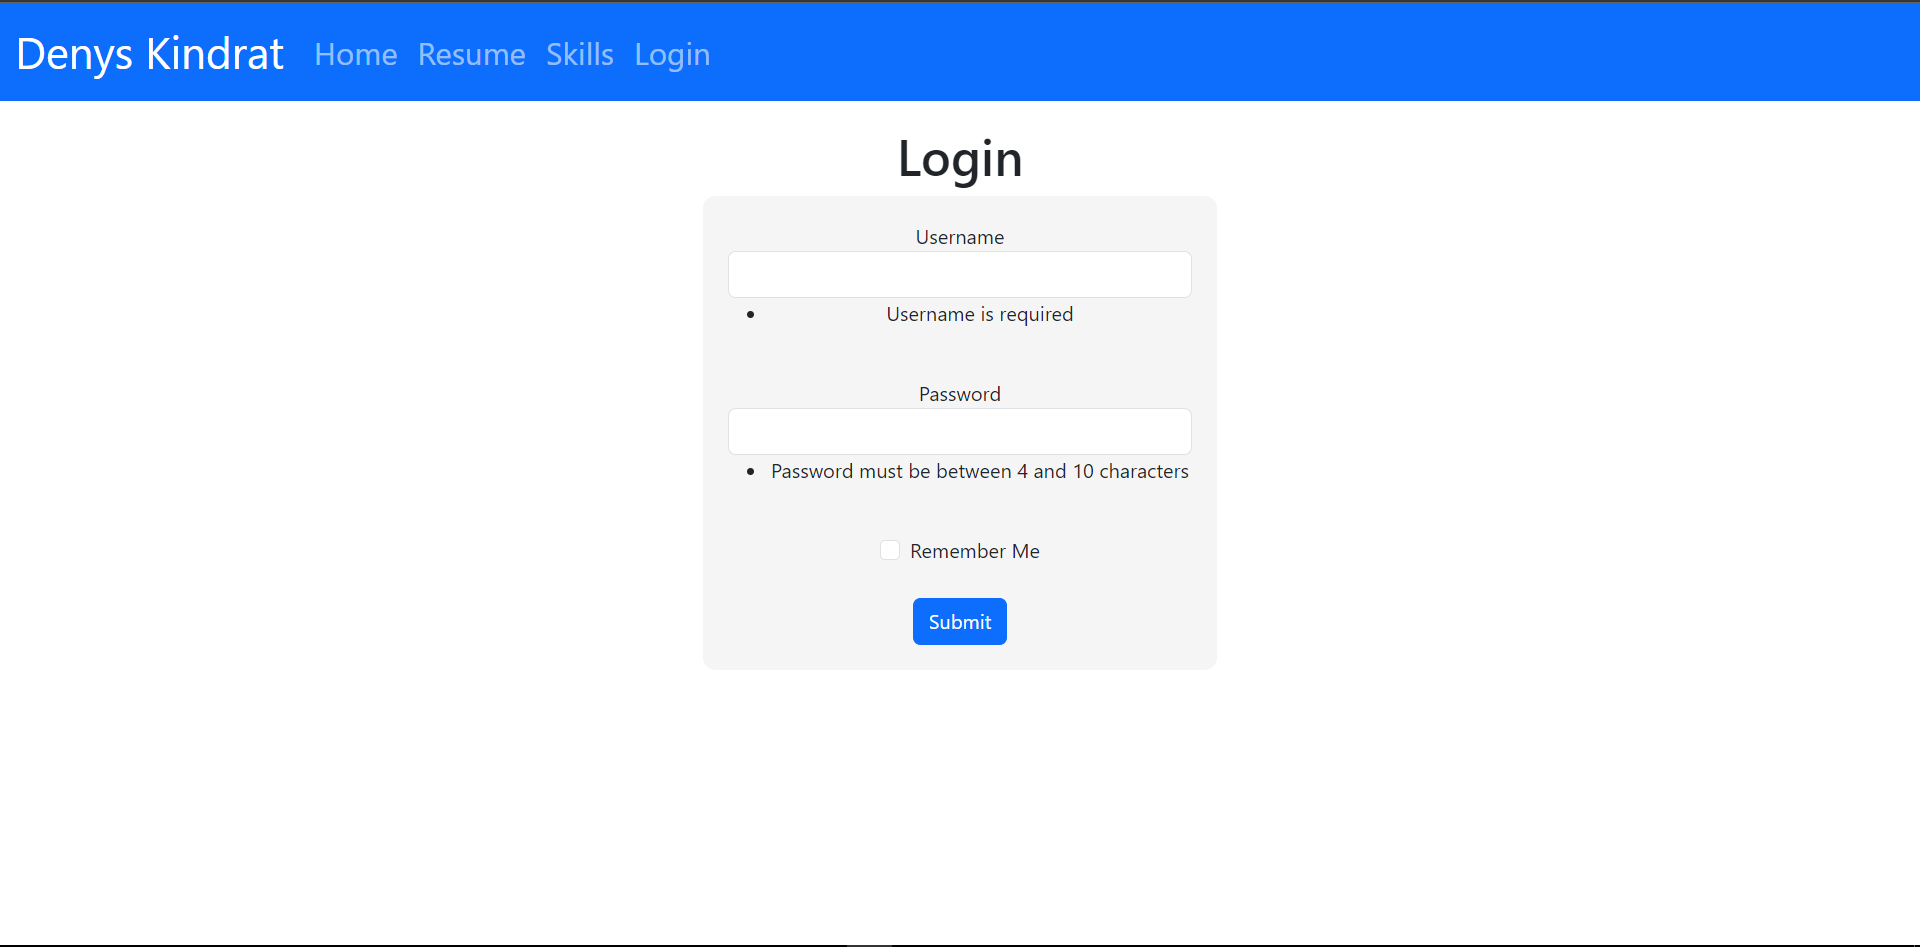 Denys Kindrat Home Resume Skills Login
Login
Username
Username is required
Password
Password must be between 4 and 10 characters
Remember Me
Submit